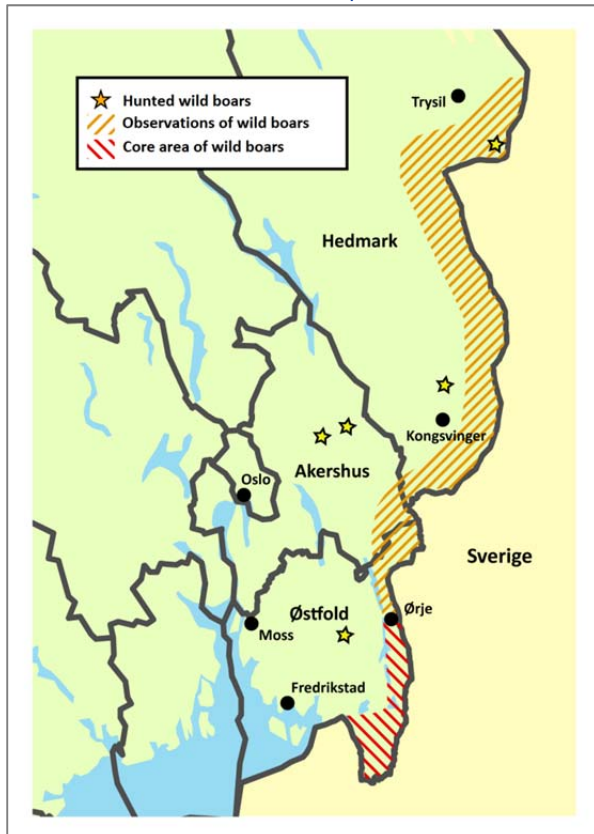 Trysil
Hunted wild boars
Observations of wild boars
Core area of wild boars
Hedmark
Kongsvinger
Akershus
Oslo
Sverige
Østfold
Ørje
Moss
Fredrikstad